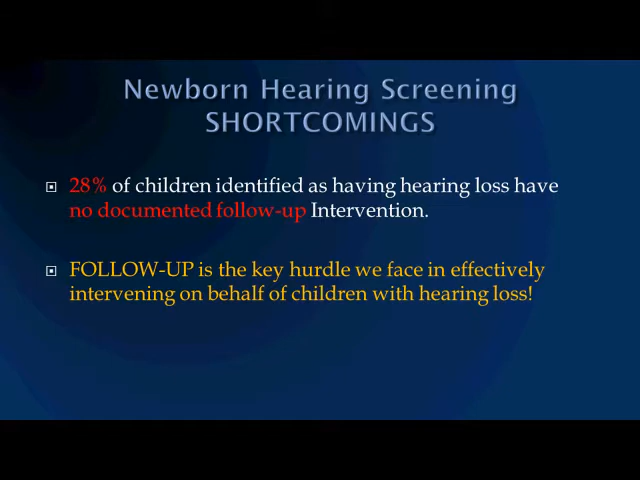 Newborn Hearing Screening
SHORTCOMINGS
28% of children identified as having hearing loss have
no documented follow-up Intervention.
FOLLOW-UP is the key hurdle we face in effectively
intervening on behalf of children with hearing loss!